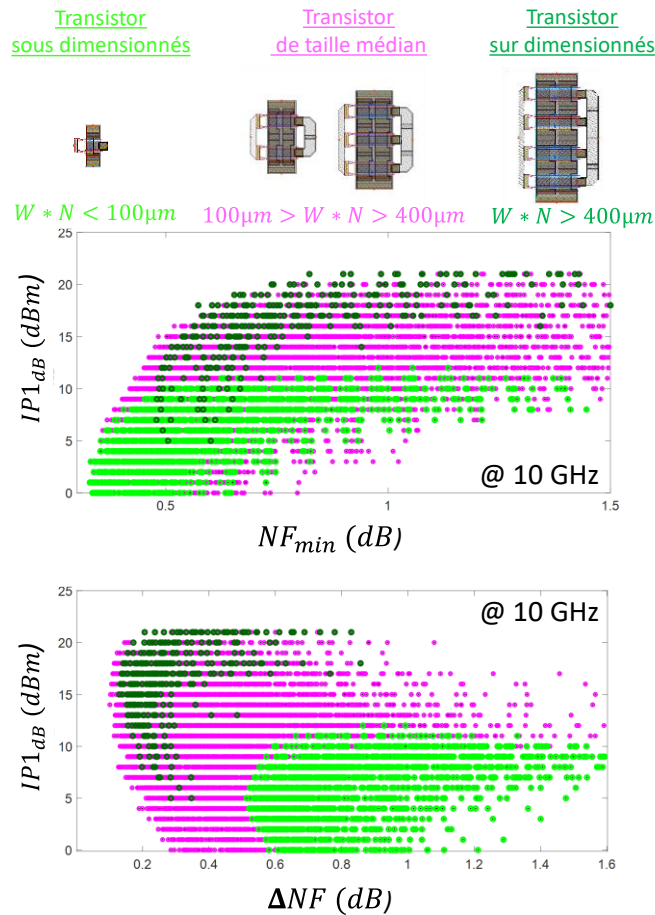 Transistor Transistor Transistor
sous dimensionnés de taille médian sur dimensionnés
W * N < 100μm 100μm > W * N > 400μm W * N > 400μm
25
20
15
10
5
0
IP1dB (dBm)
@ 10 GHz
0.5 1 1.5
NFmin (dB)
25
20
15
10
5
0
IP1dB (dBm)
@ 10 GHz
0.2 0.4 0.6 0.8 1 1.2 1.4 1.6
ΔNF (dB)